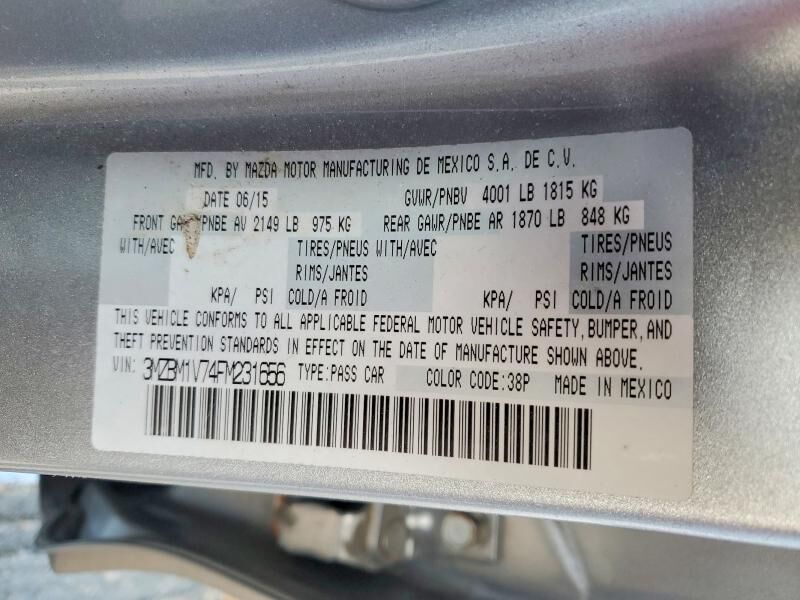 MFD. BY MAZDA MOTOR MANUFACTURING DE MEXICO S.A. DE C.V.
DATE 06/15 GVWR/PNBV 4001 LB 1815 KG
FRONT PNBE AV 2149 LB 975 KG REAR GAWR/PNBE AR 1870 LB 848 KG
WITH/AVEC TIRES/PNEUS WITH/AVEC TIRES/PNEUS
RIMS/JANTES RIMS/JANTES
KPA/ PSI COLD/A FROID KPA/ PSI COLD/A FROID
THIS VEHICLE CONFORMS TO ALL APPLICABLE FEDERAL MOTOR VEHICLE SAFETY, BUMPER, AND
THEFT PREVENTION STANDARDS IN EFFECT ON THE DATE OF MANUFACTURE SHOWN ABOVE.
VIN: 3MZBM1V74FM231656 TYPE:PASS CAR COLOR CODE:38P MADE IN MEXICO